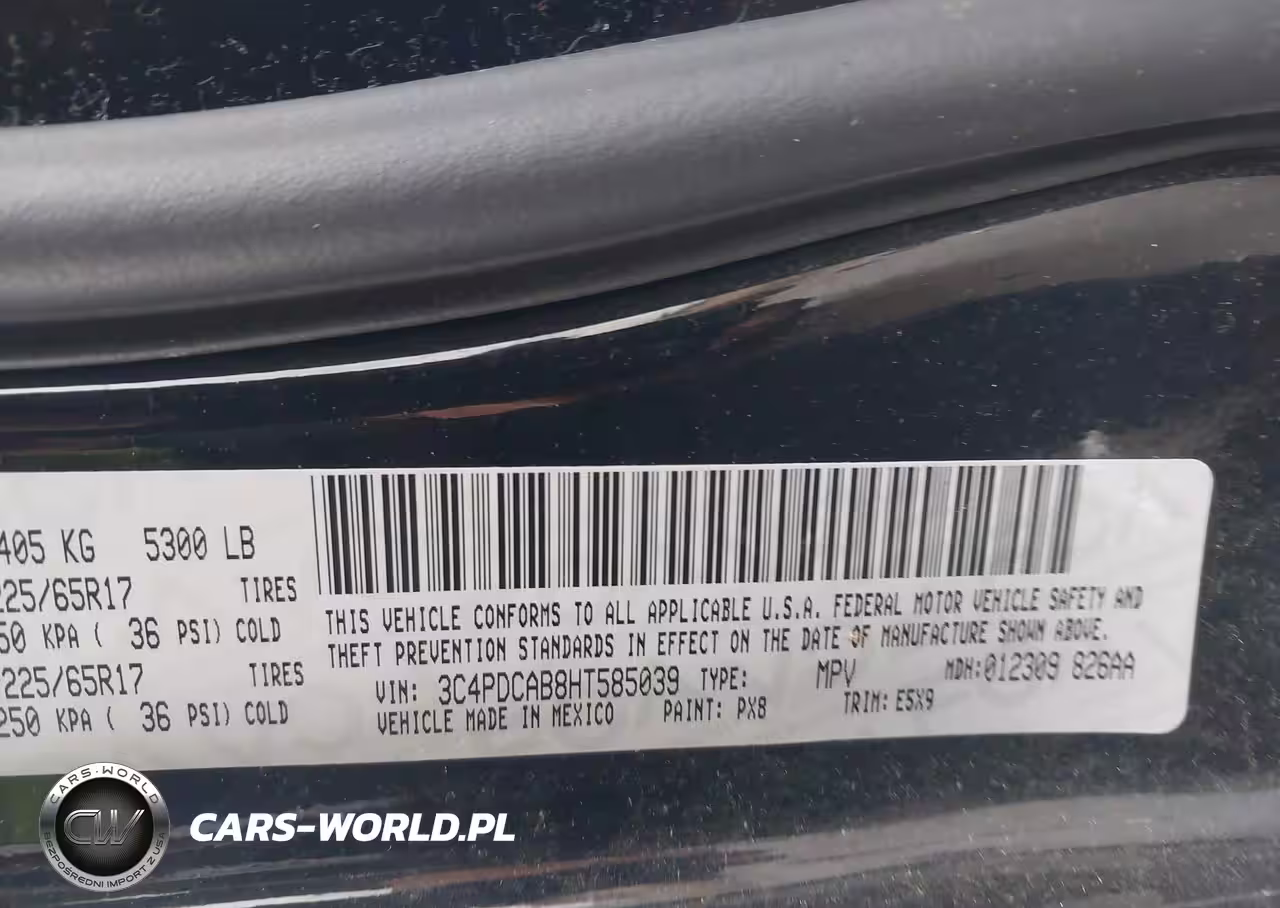 405 KG 5300 LB
225/65R17 TIRES
50 KPA ( 36 PSI) COLD
225/65R17 TIRES
250 KPA ( 36 PSI) COLD
THIS VEHICLE CONFORMS TO ALL APPLICABLE U.S.A. FEDERAL MOTOR VEHICLE SAFETY AND
THEFT PREVENTION STANDARDS IN EFFECT ON THE DATE OF MANUFACTURE SHOWN ABOVE.
VIN: 3C4PDCAB8HT585039 TYPE: MPV MDH:012309 826AA
VEHICLE MADE IN MEXICO PAINT: PX8 TRIM: E5X9
CARS-WORLD
CW
BEZPOŚREDNI IMPORT Z USA
CARS-WORLD.PL